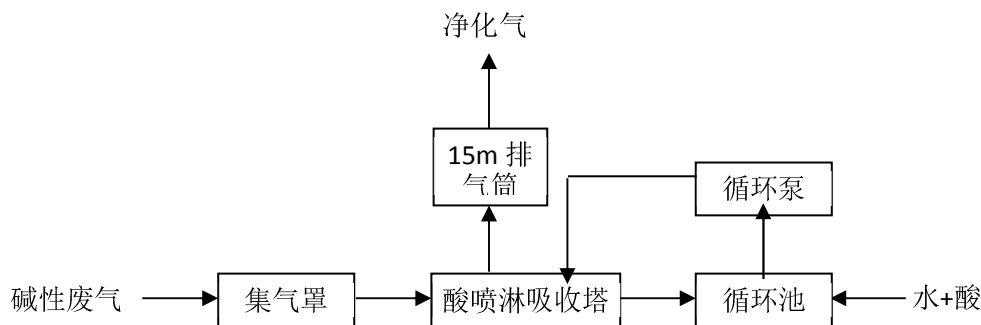 净化气
15m 排
气筒
循环泵
碱性废气
集气罩
酸喷淋吸收塔
循环池
水+酸